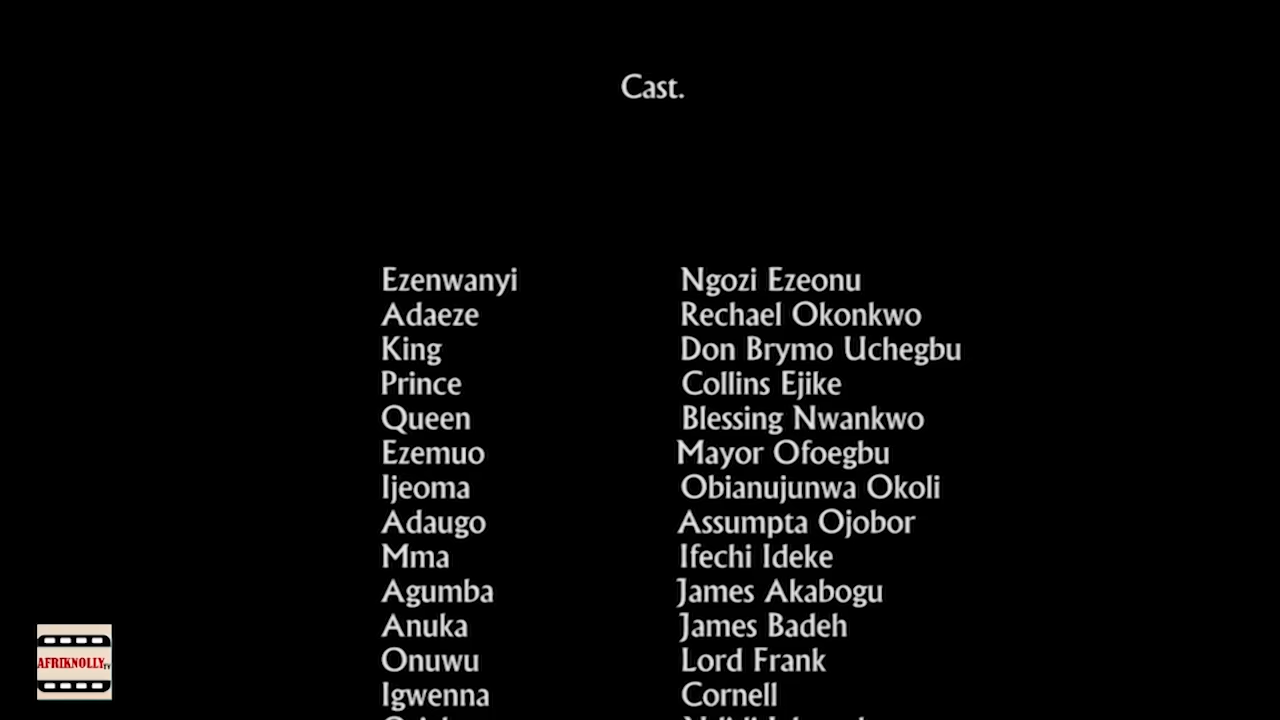 Cast.
Ezenwanyi Ngozi Ezeonu
Adaeze Rechael Okonkwo
King Don Brymo Uchegbu
Prince Collins Ejike
Queen Blessing Nwankwo
Ezemuo Mayor Ofoegbu
Ijeoma Obianujunwa Okoli
Adaugo Assumpta Ojobor
Mma Ifechi Ideke
Agumba James Akabogu
Anuka James Badeh
Onuwu Lord Frank
Igwenna Cornell
AFRIKNOLLY TV